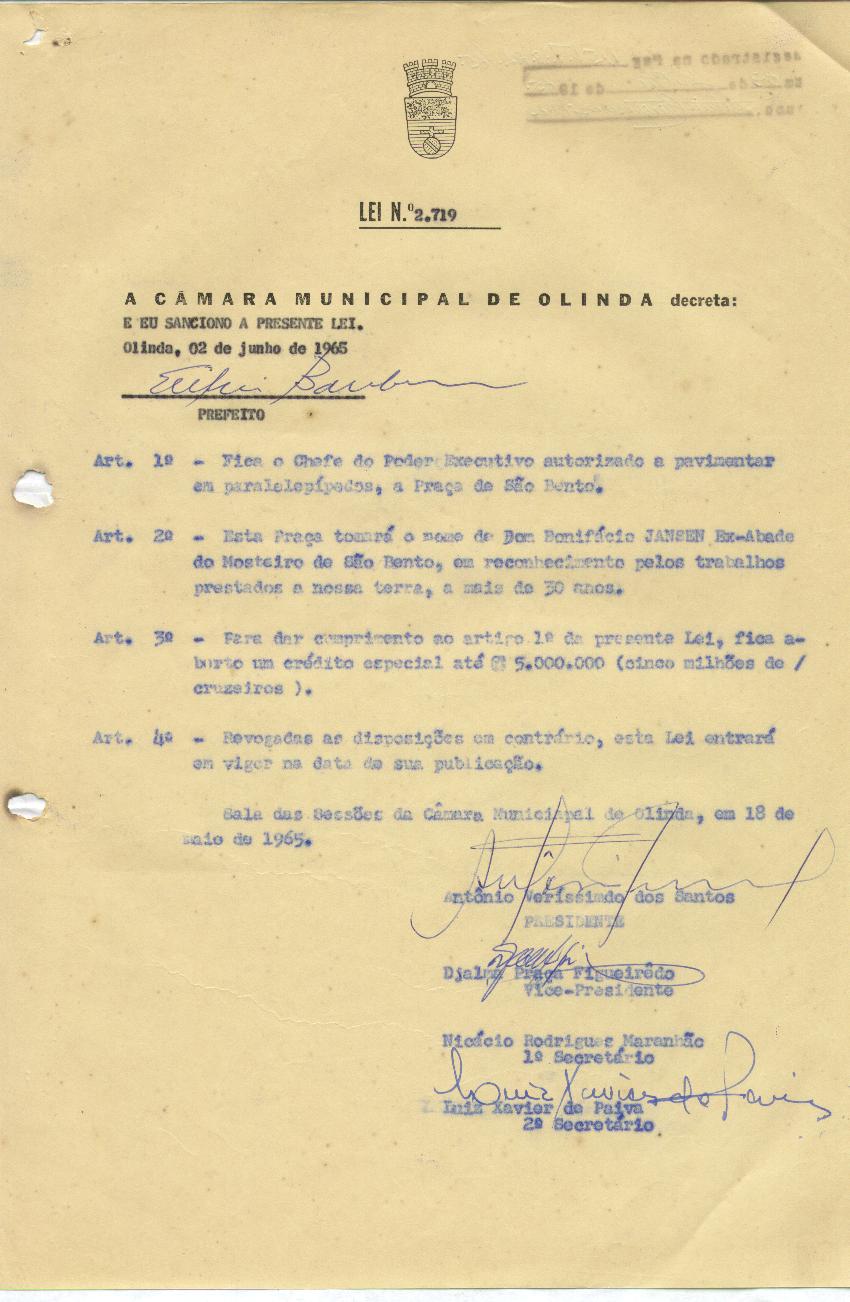 LEI N.º 2.719
A CÂMARA MUNICIPAL DE OLINDA decreta:
E EU SANCIONO A PRESENTE LEI.
Olinda, 02 de junho de 1965
PREFEITO
Art. 1º - Fica o Chefe do Poder Executivo autorizado a pavimentar
em paralelepípedos, a Praça de São Bento.
Art. 2º - Esta Praça tomará o nome de Dom Bonifácio JANSEN Ex-Abade
do Mosteiro de São Bento, em reconhecimento pelos trabalhos
prestados a nossa terra, a mais de 30 anos.
Art. 3º - Para dar cumprimento ao artigo 1º da presente Lei, fica a-
berto um crédito especial até 5.000.000 (cinco milhões de /
cruzeiros ).
Art. 4º - Revogadas as disposições em contrário, esta Lei entrará
em vigor na data de sua publicação.
Sala das Sessões da Câmara Municipal de Olinda, em 18 de
maio de 1965.
Antônio Veríssimdo dos Santos
PRESIDENTE
Djalma Praça Figueirêdo
Vice-Presidente
Nicácio Rodrigues Maranhão
1º Secretário
Luiz Xavier de Paiva
Luiz Xavier de Paiva
2º Secretário